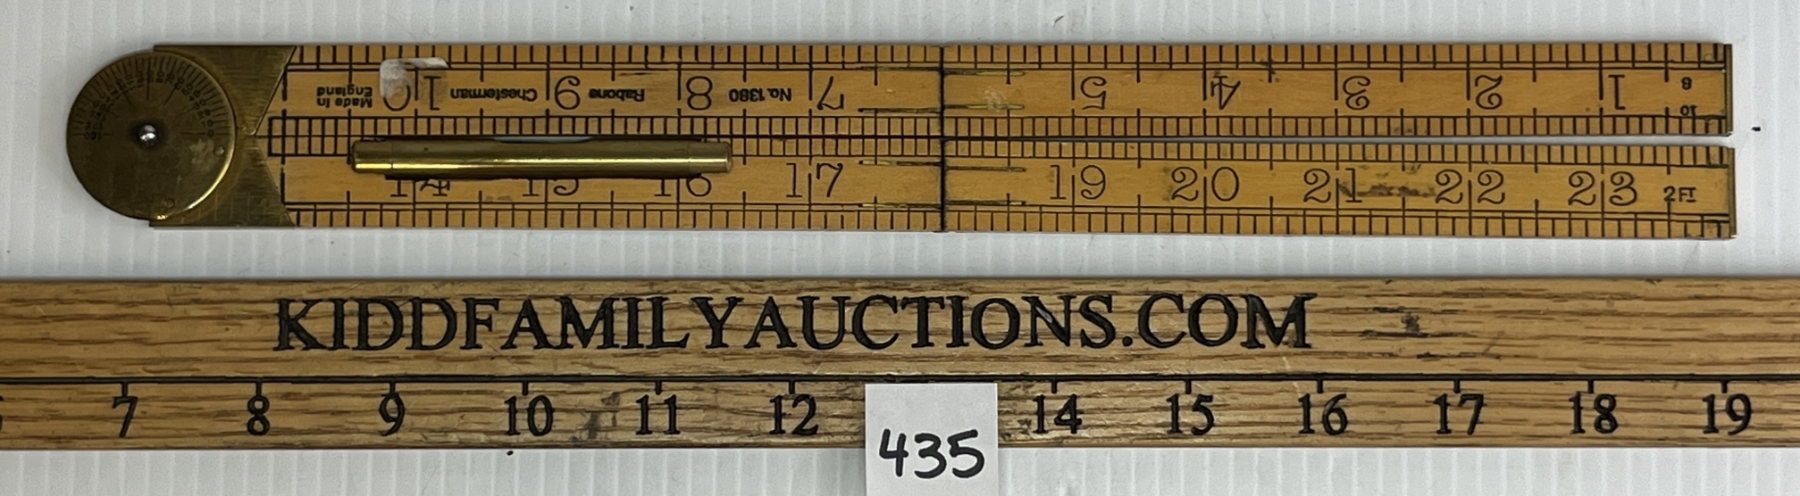 01 9 8 7 5 4 3 2 1 8
Made in England Chesterman Rabone No. 1380 10
14 15 16 17 19 20 21 22 23 2FT
KIDDFAMILYAUCTIONS.COM
7 8 9 10 11 12 14 15 16 17 18 19
435